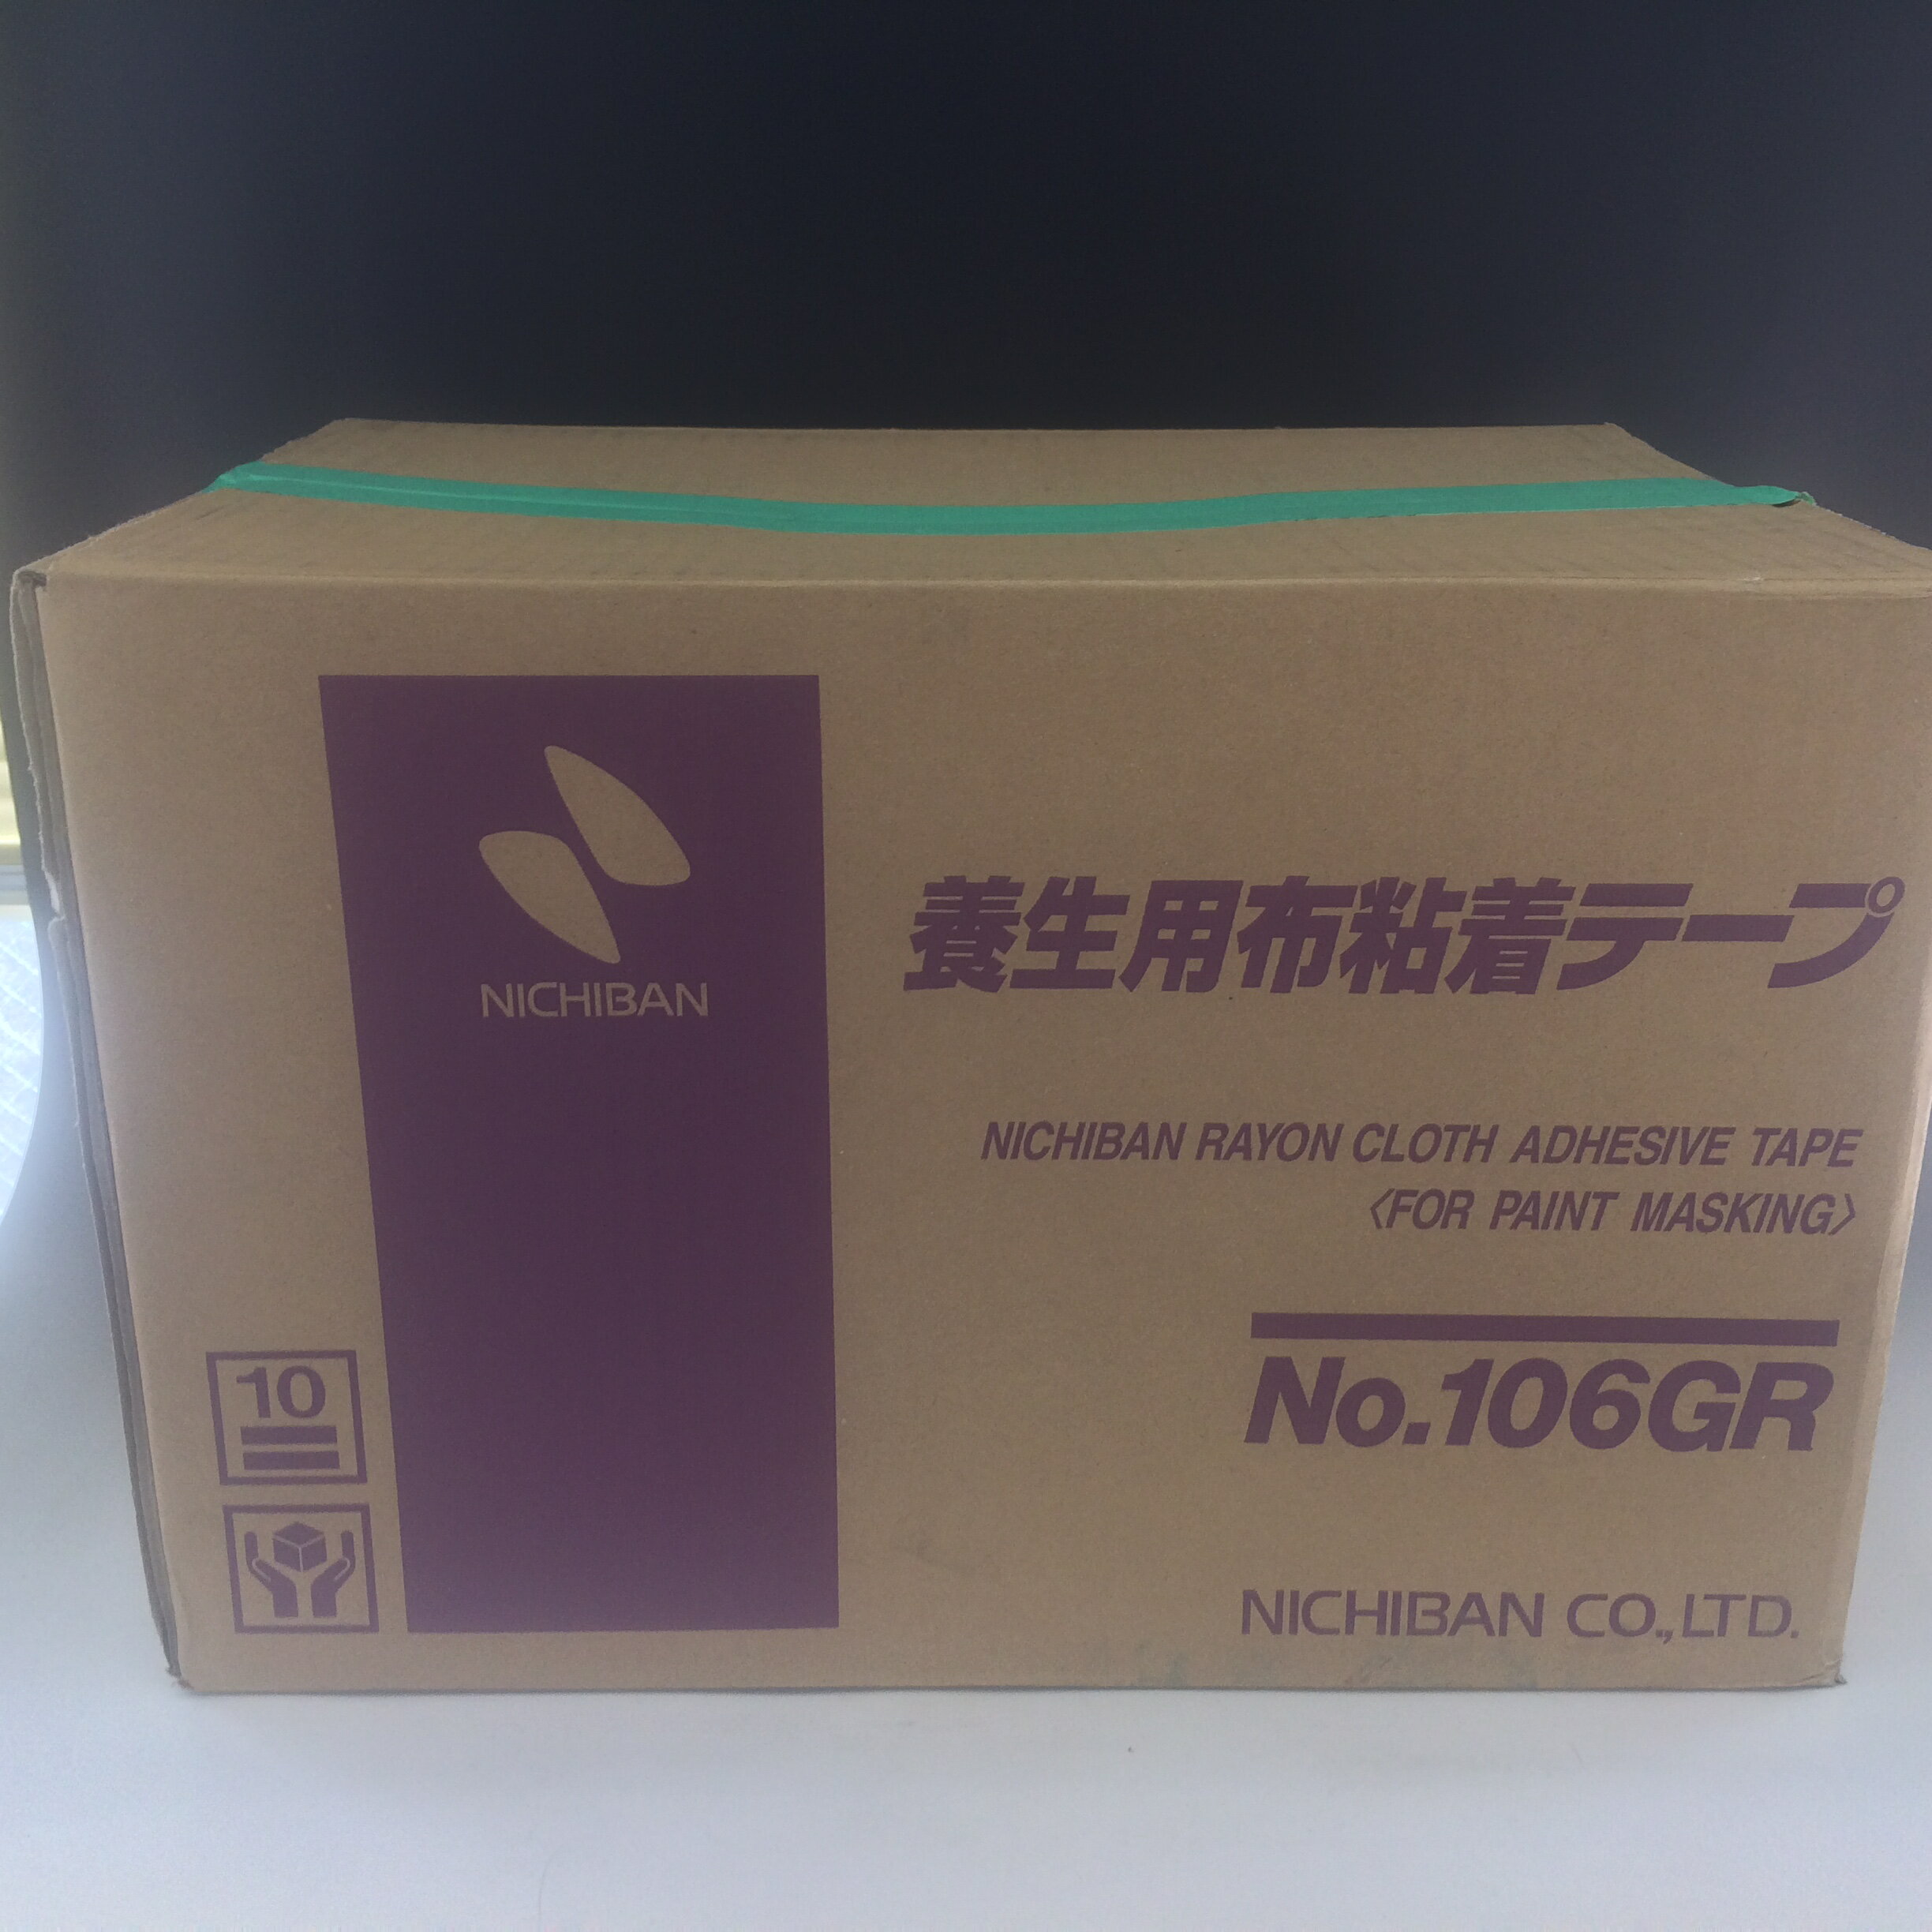 NICHIBAN
養生用布粘着テープ
NICHIBAN RAYON CLOTH ADHESIVE TAPE
〈FOR PAINT MASKING〉
No.106GR
10
NICHIBAN CO.,LTD.